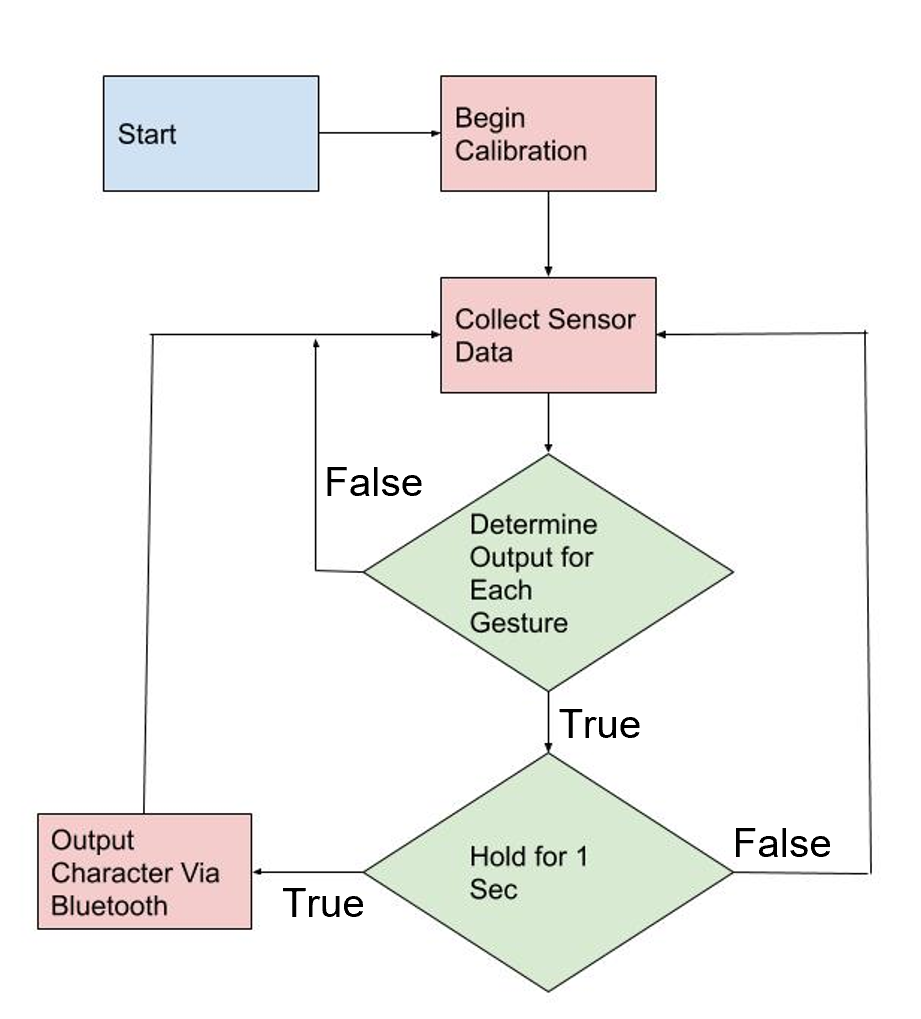 Start
Begin
Calibration
Collect Sensor
Data
False
Determine
Output for
Each
Gesture
True
Hold for 1
Sec
False
True
Output
Character Via
Bluetooth